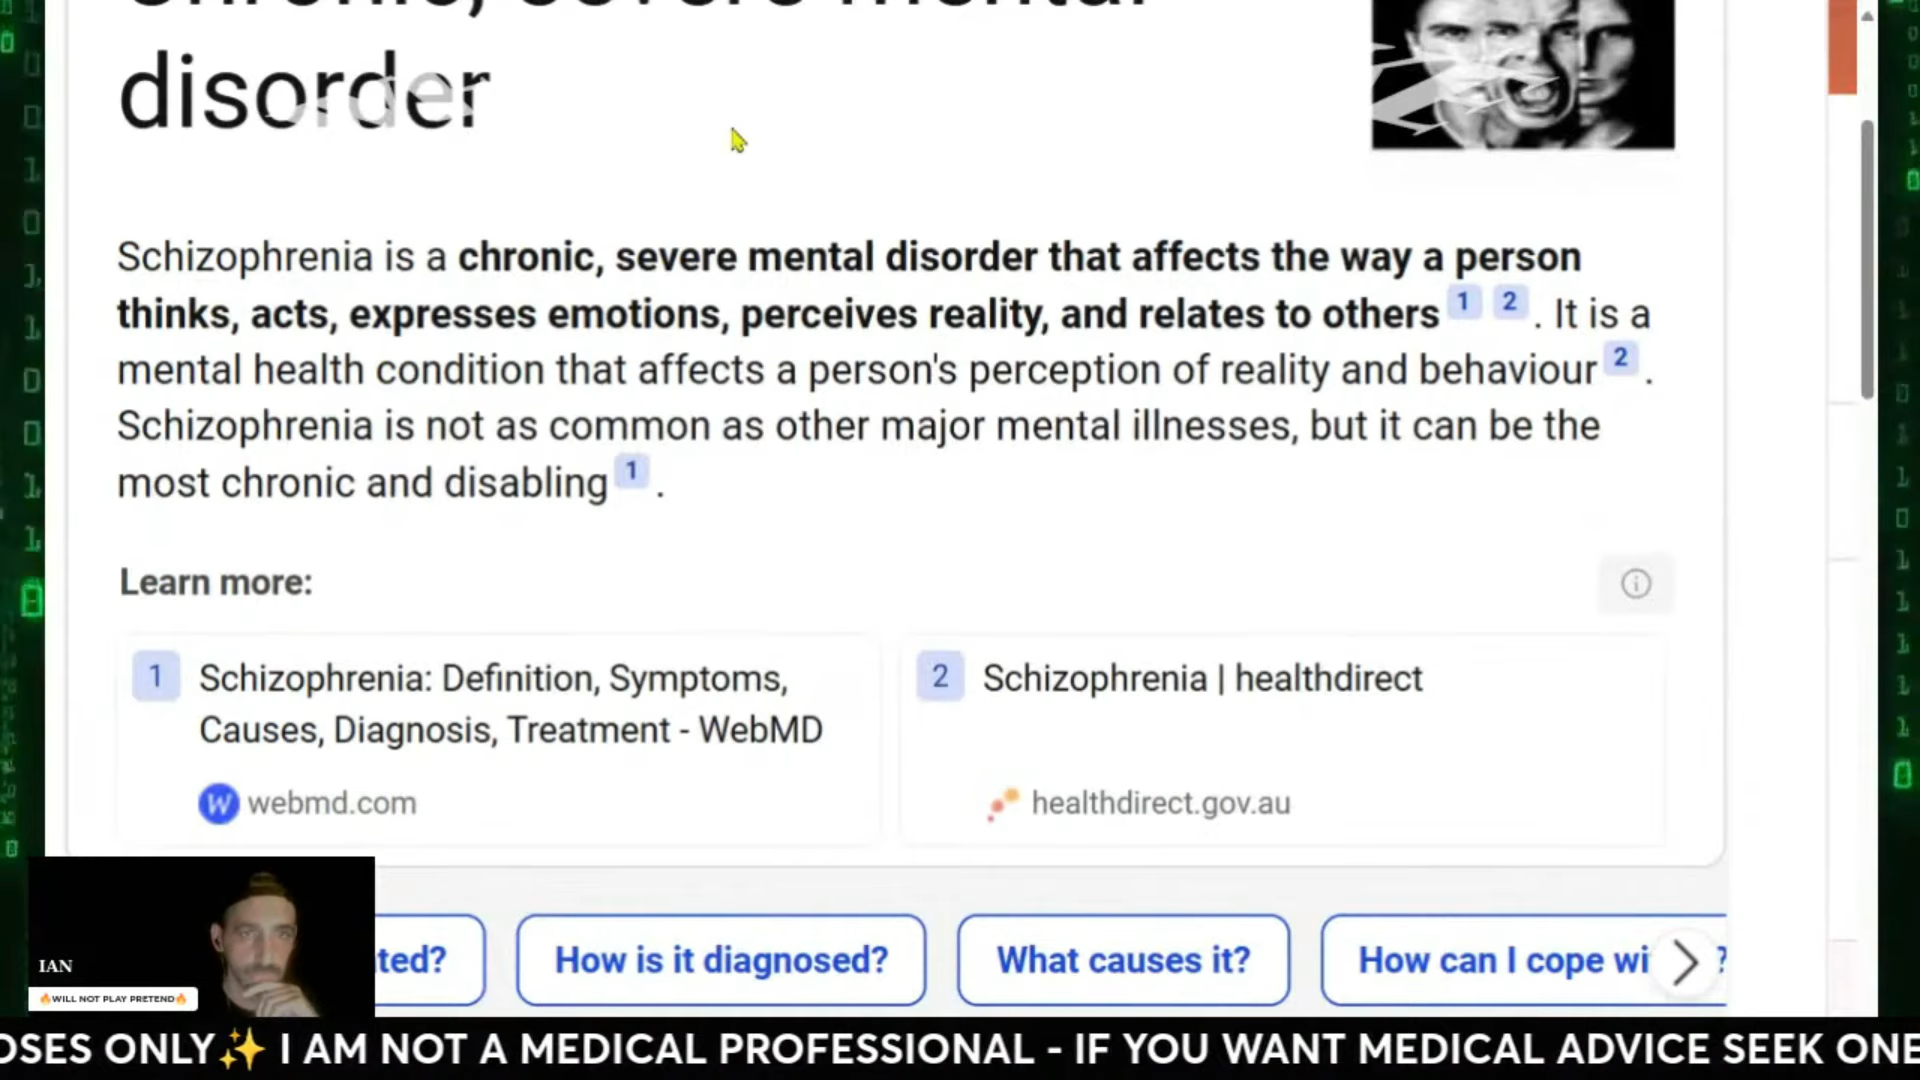 Chronic, severe mental
disorder
Schizophrenia is a chronic, severe mental disorder that affects the way a person
thinks, acts, expresses emotions, perceives reality, and relates to others 1 2 . It is a
mental health condition that affects a person's perception of reality and behaviour 2 .
Schizophrenia is not as common as other major mental illnesses, but it can be the
most chronic and disabling 1 .
Learn more:
1 Schizophrenia: Definition, Symptoms,
Causes, Diagnosis, Treatment - WebMD
W webmd.com
2 Schizophrenia | healthdirect
healthdirect.gov.au
ted?
How is it diagnosed?
What causes it?
How can I cope wi ?
IAN
🔥WILL NOT PLAY PRETEND🔥
OSES ONLY✨ I AM NOT A MEDICAL PROFESSIONAL - IF YOU WANT MEDICAL ADVICE SEEK ONE